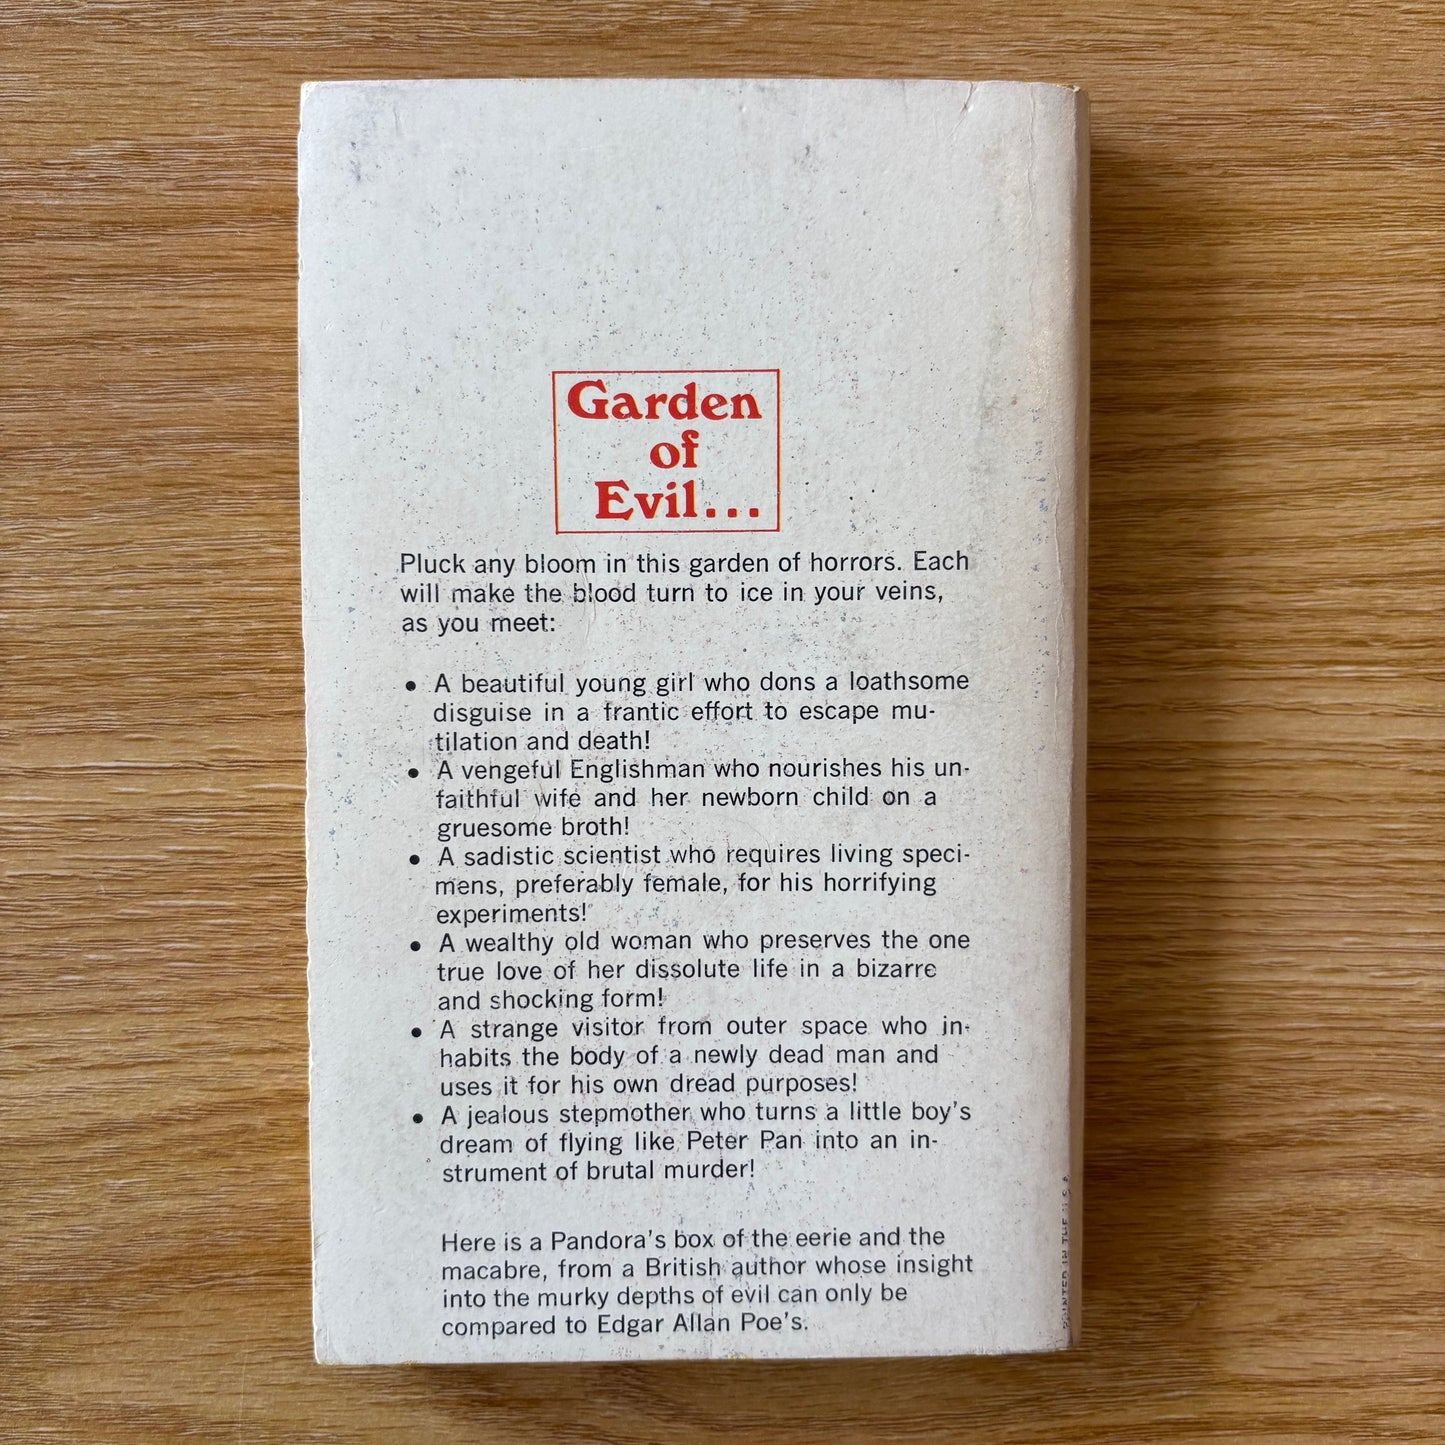 Garden
of
Evil...
Pluck any bloom in this garden of horrors. Each
will make the blood turn to ice in your veins,
as you meet:
• A beautiful young girl who dons a loathsome
disguise in a frantic effort to escape mu-
tilation and death!
• A vengeful Englishman who nourishes his un-
faithful wife and her newborn child on a
gruesome broth!
• A sadistic scientist who requires living speci-
mens, preferably female, for his horrifying
experiments!
• A wealthy old woman who preserves the one
true love of her dissolute life in a bizarre
and shocking form!
• A strange visitor from outer space who in-
habits the body of a newly dead man and
uses it for his own dread purposes!
• A jealous stepmother who turns a little boy's
dream of flying like Peter Pan into an in-
strument of brutal murder!
Here is a Pandora's box of the eerie and the
macabre, from a British author whose insight
into the murky depths of evil can only be
compared to Edgar Allan Poe's.
PRINTED IN THE U.S.A.